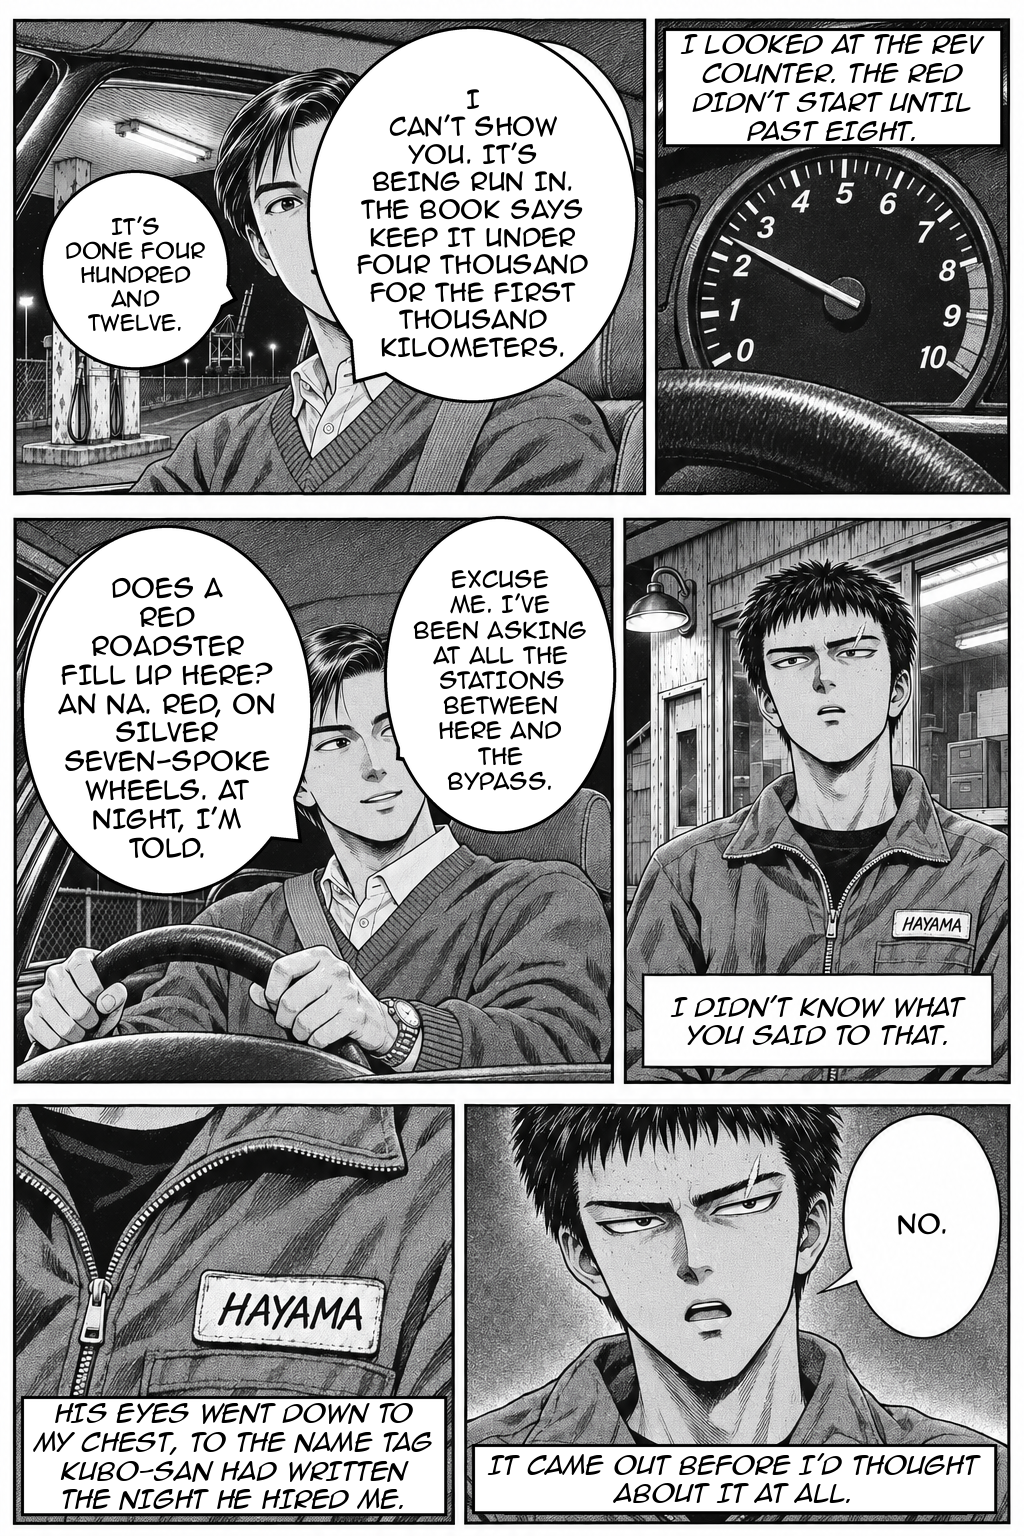 I
CAN'T SHOW
YOU. IT'S
BEING RUN IN.
THE BOOK SAYS
KEEP IT UNDER
FOUR THOUSAND
FOR THE FIRST
THOUSAND
KILOMETERS.
IT'S
DONE FOUR
HUNDRED
AND
TWELVE.
I LOOKED AT THE REV
COUNTER. THE RED
DIDN'T START UNTIL
PAST EIGHT.
0
1
2
3
4
5
6
7
8
9
10
EXCUSE
ME. I'VE
BEEN ASKING
AT ALL THE
STATIONS
BETWEEN
HERE AND
THE
BYPASS.
DOES A
RED
ROADSTER
FILL UP HERE?
AN NA. RED, ON
SILVER
SEVEN-SPOKE
WHEELS. AT
NIGHT, I'M
TOLD.
HAYAMA
I DIDN'T KNOW WHAT
YOU SAID TO THAT.
HAYAMA
HIS EYES WENT DOWN TO
MY CHEST, TO THE NAME TAG
KUBO-SAN HAD WRITTEN
THE NIGHT HE HIRED ME.
NO.
IT CAME OUT BEFORE I'D THOUGHT
ABOUT IT AT ALL.